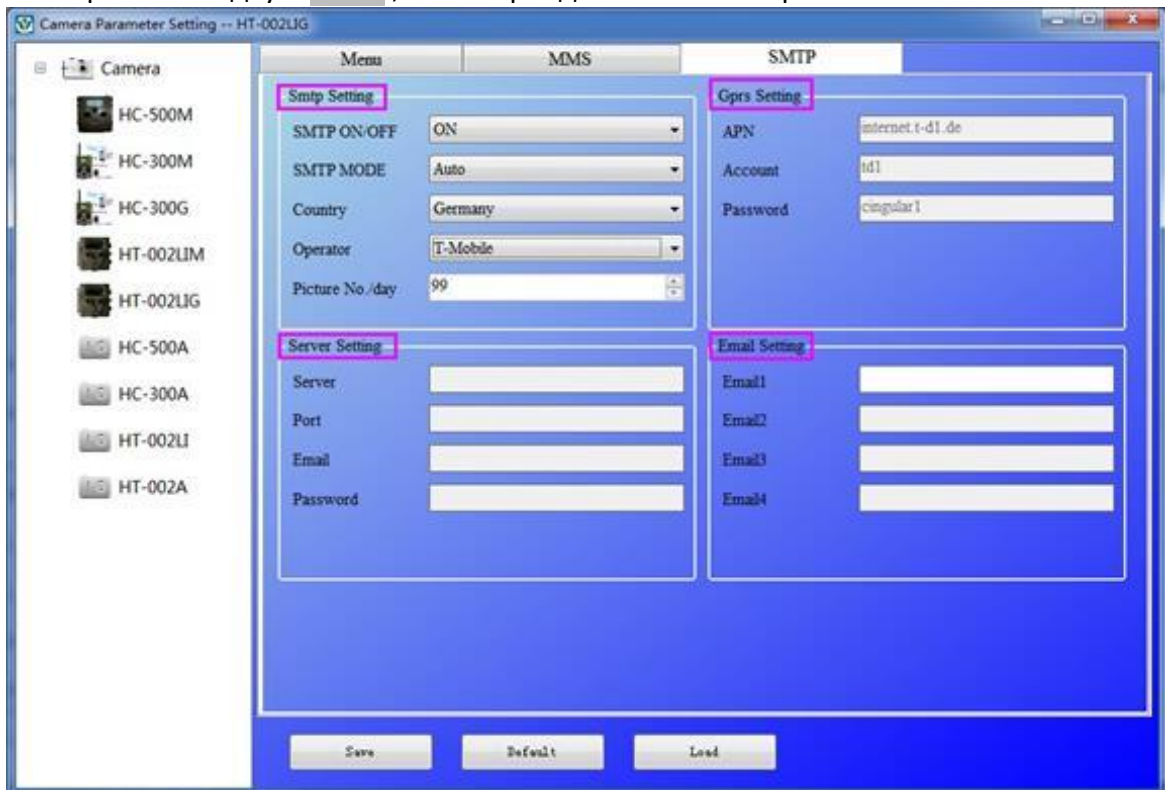 Camera Parameter Setting -- HT-002LIG
Camera
HC-500M
HC-300M
HC-300G
HT-002LIM
HT-002LIG
HC-500A
HC-300A
HT-002LI
HT-002A
Menu MMS SMTP
Smtp Setting
SMTP ON/OFF ON
SMTP MODE Auto
Country Germany
Operator T-Mobile
Picture No./day 99
Gprs Setting
APN internet.t-d1.de
Account td1
Password cingular1
Server Setting
Server
Port
Email
Password
Email Setting
Email1
Email2
Email3
Email4
Save Default Load